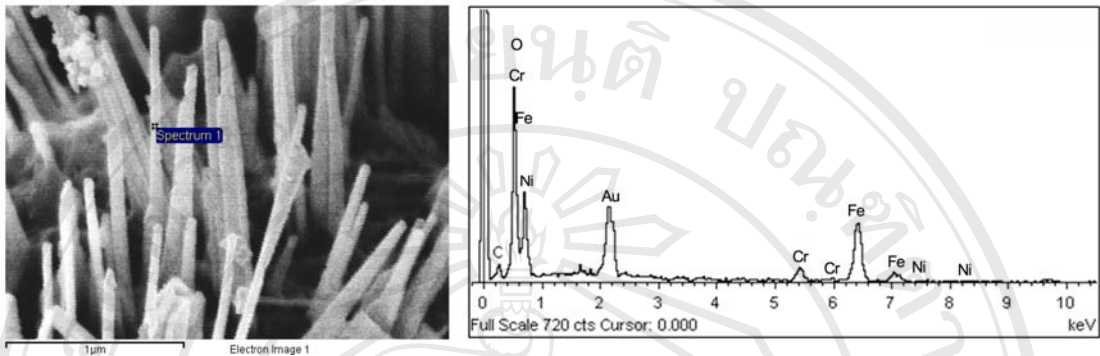 Spectrum 1
1µm
Electron Image 1
O
Cr
Fe
Ni
C
Au
Cr
Cr
Fe
Fe
Ni
Ni
0 1 2 3 4 5 6 7 8 9 10
Full Scale 720 cts Cursor: 0.000
keV